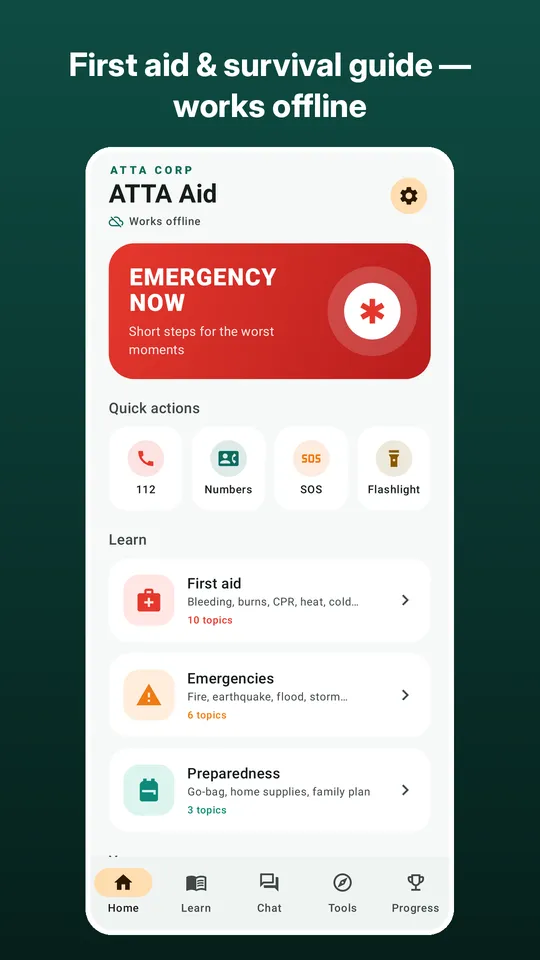 First aid & survival guide —
works offline
ATTA CORP
ATTA Aid
Works offline
EMERGENCY
NOW
Short steps for the worst
moments
Quick actions
112
Numbers
SOS
SOS
Flashlight
Learn
First aid
Bleeding, burns, CPR, heat, cold…
10 topics
Emergencies
Fire, earthquake, flood, storm…
6 topics
Preparedness
Go-bag, home supplies, family plan
3 topics
Home
Learn
Chat
Tools
Progress